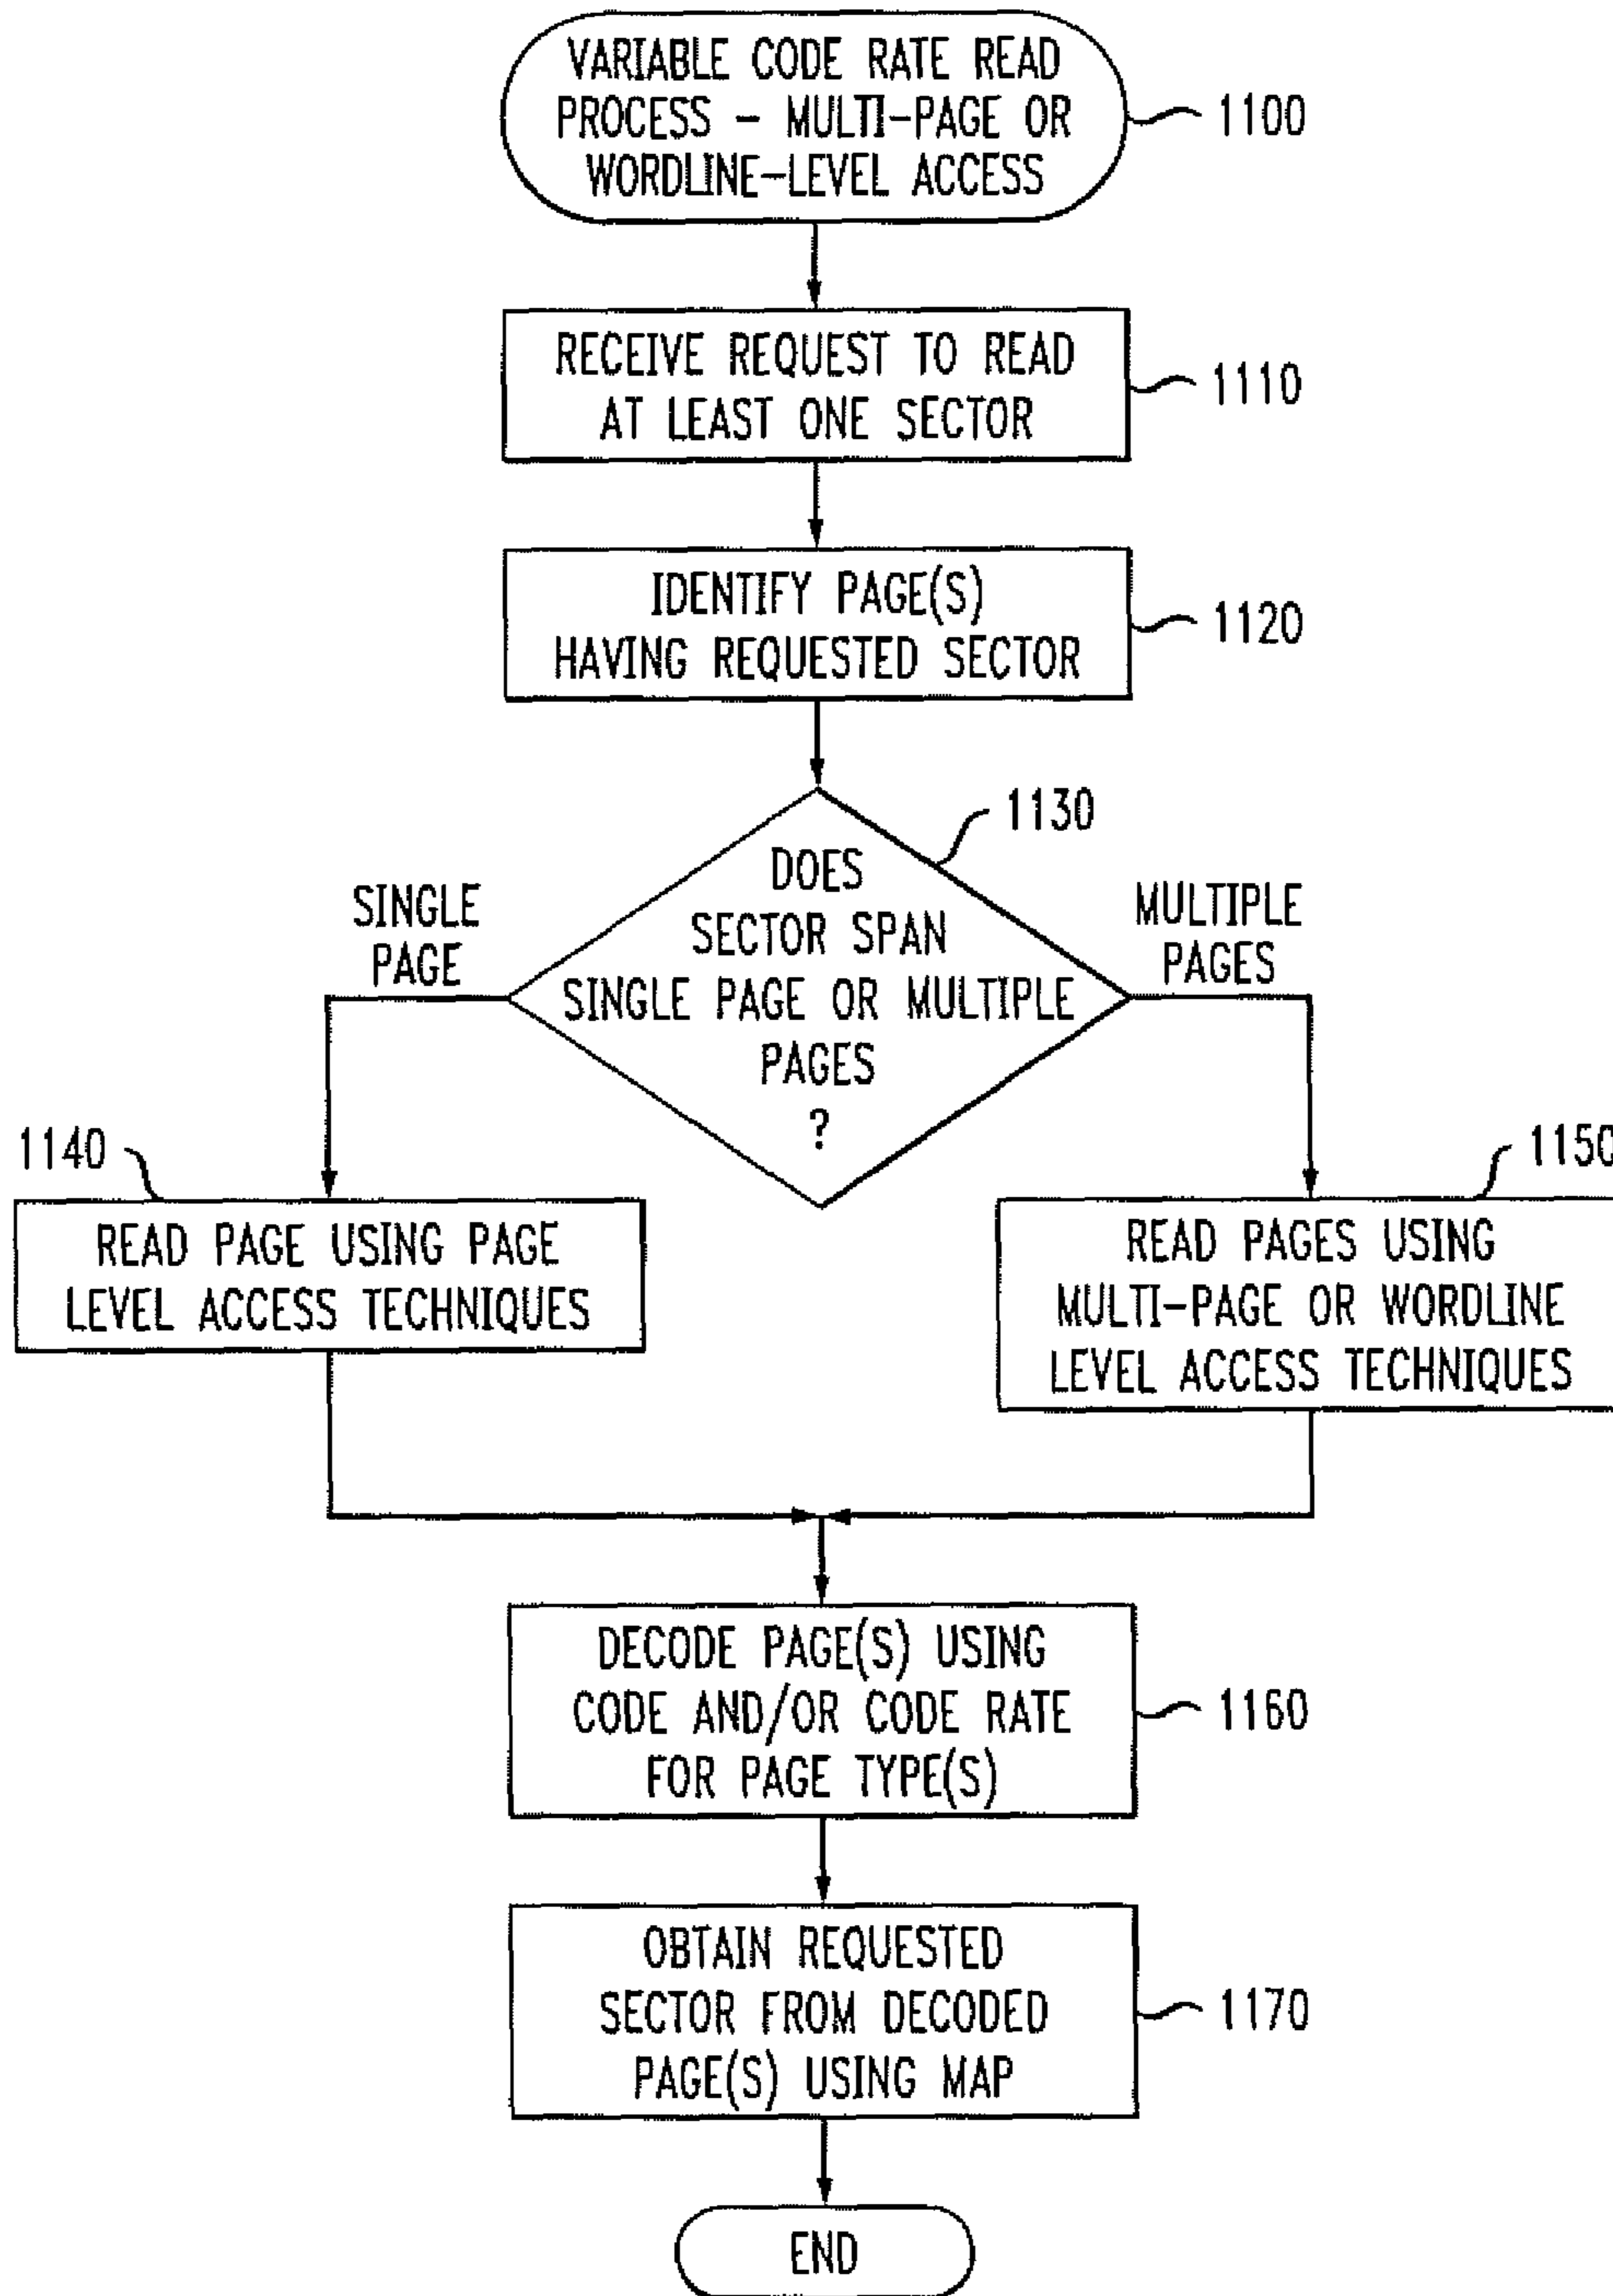 VARIABLE CODE RATE READ
PROCESS – MULTI-PAGE OR
WORDLINE-LEVEL ACCESS
1100
RECEIVE REQUEST TO READ
AT LEAST ONE SECTOR
1110
IDENTIFY PAGE(S)
HAVING REQUESTED SECTOR
1120
1130
DOES
SECTOR SPAN
SINGLE PAGE OR MULTIPLE
PAGES
?
SINGLE
PAGE
MULTIPLE
PAGES
1140
READ PAGE USING PAGE
LEVEL ACCESS TECHNIQUES
1150
READ PAGES USING
MULTI-PAGE OR WORDLINE
LEVEL ACCESS TECHNIQUES
DECODE PAGE(S) USING
CODE AND/OR CODE RATE
FOR PAGE TYPE(S)
1160
OBTAIN REQUESTED
SECTOR FROM DECODED
PAGE(S) USING MAP
1170
END